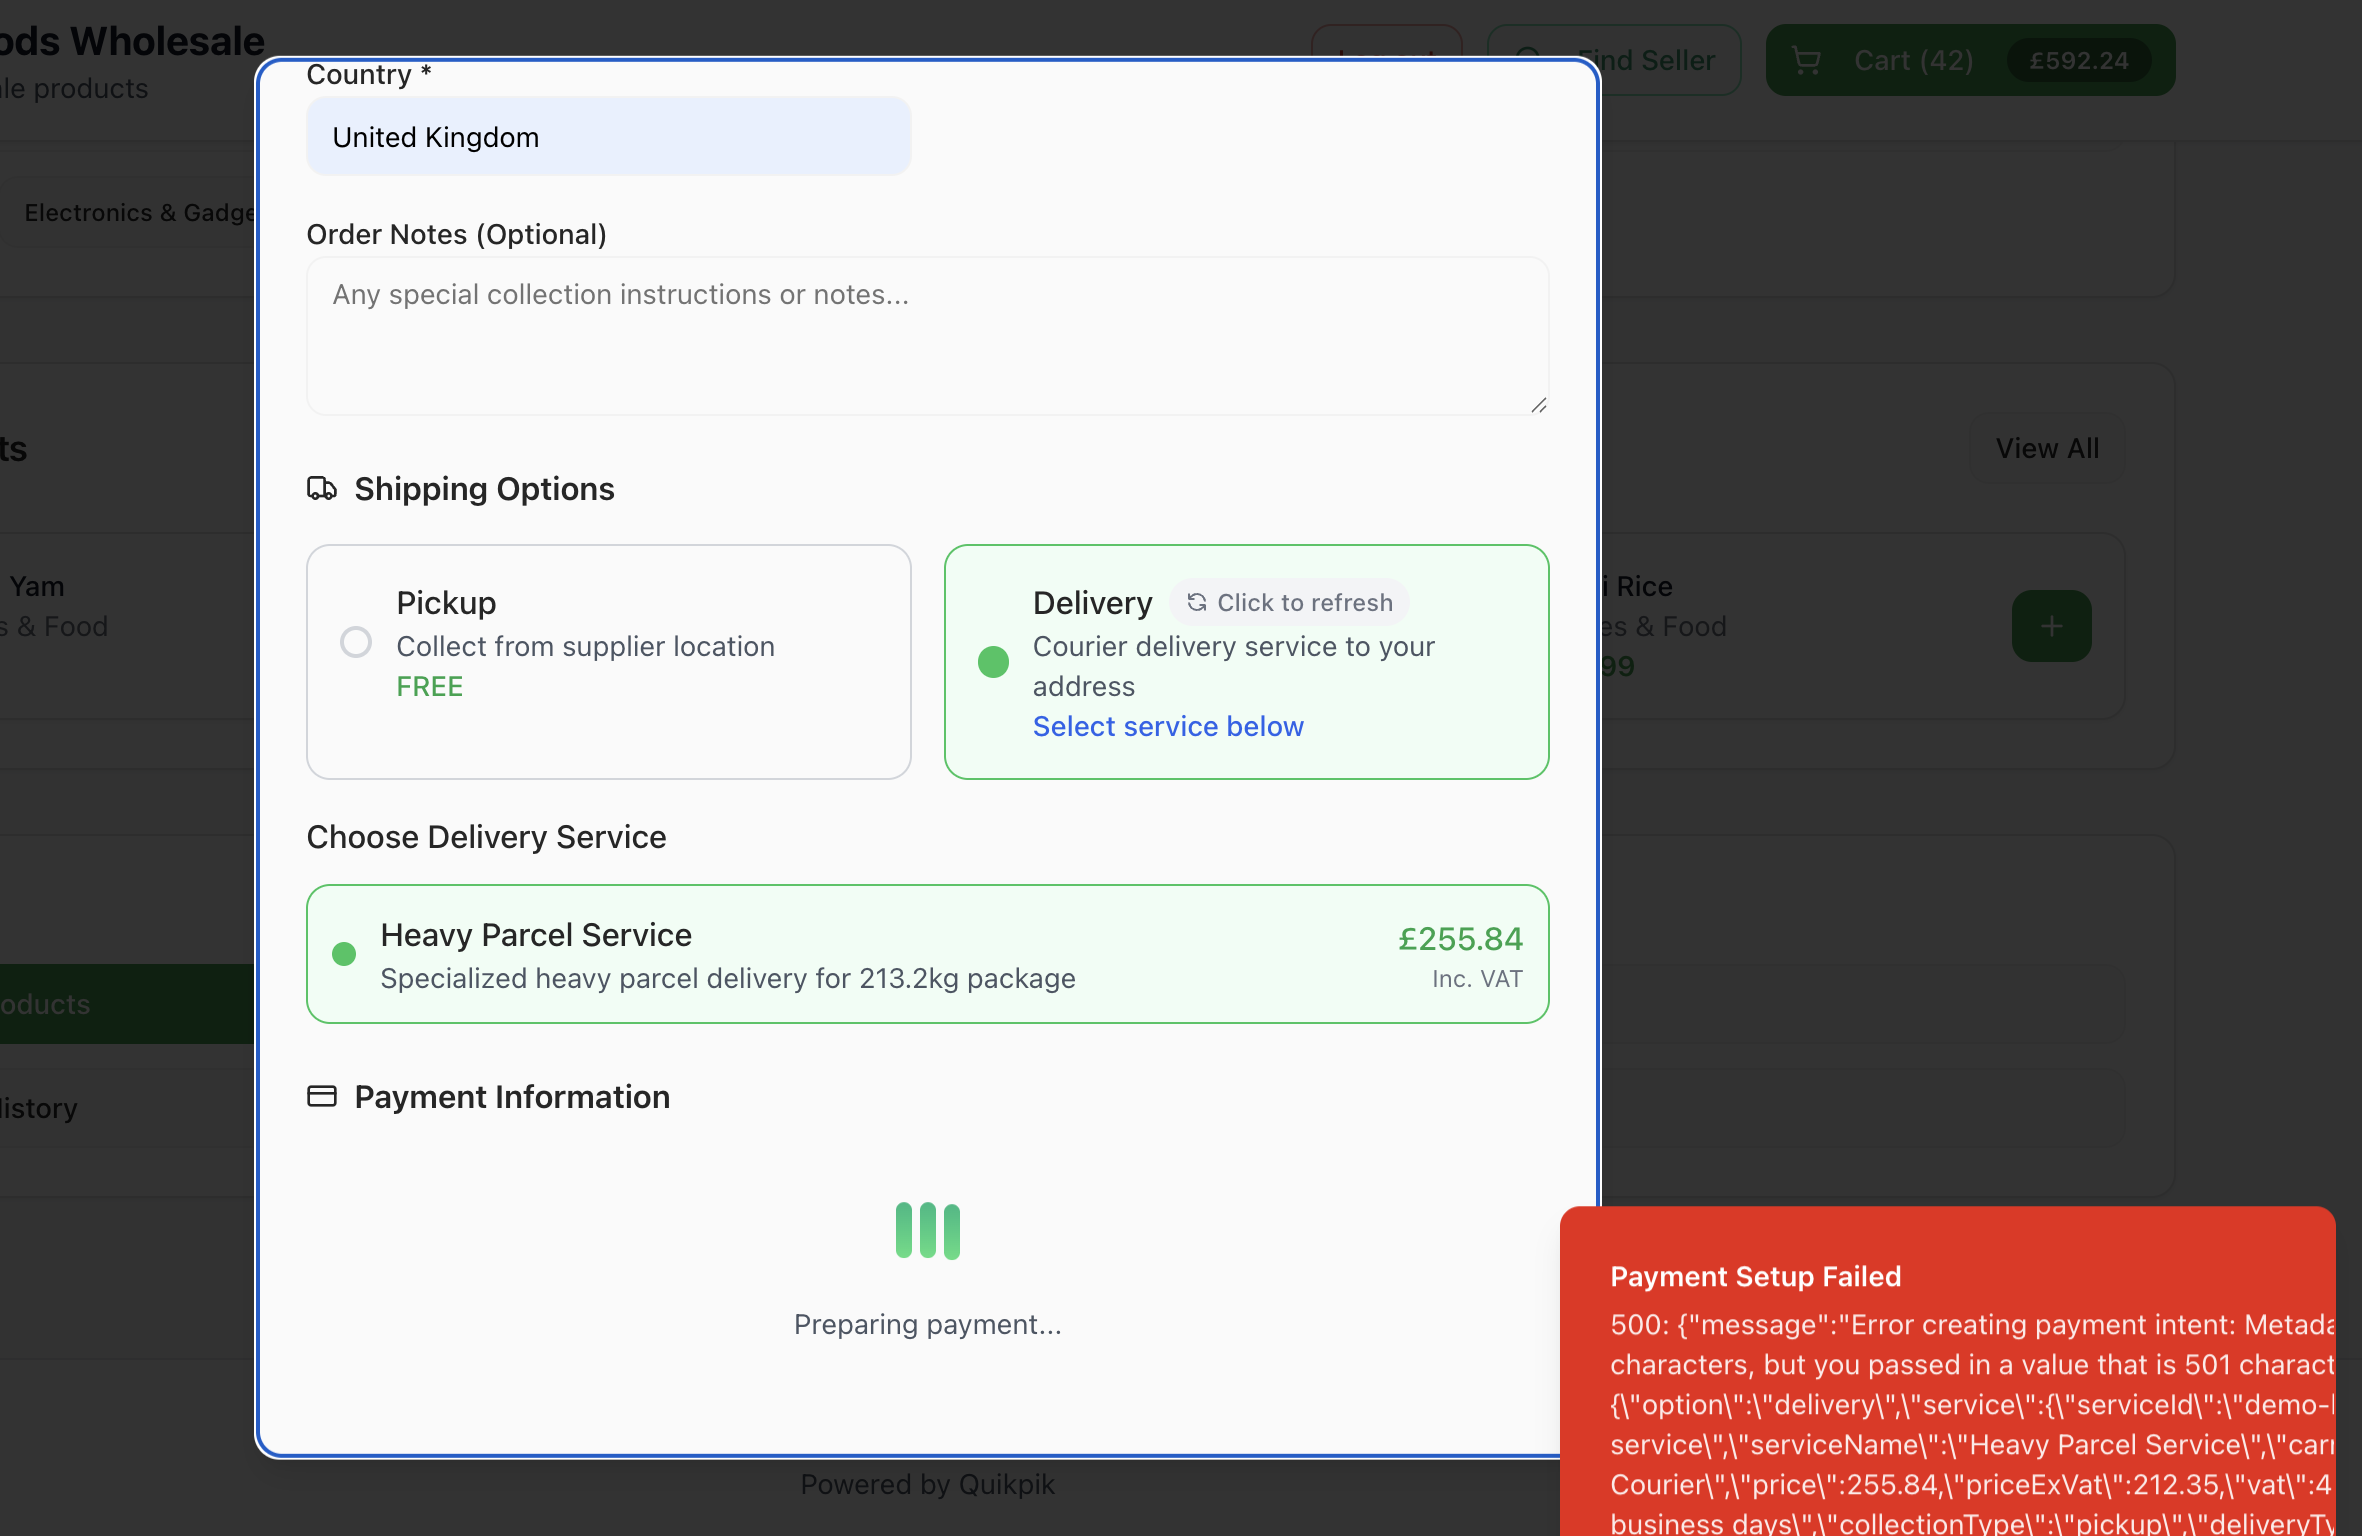 ods Wholesale
le products
Find Seller
Cart (42)
£592.24
Country *
United Kingdom
Electronics & Gadge
Order Notes (Optional)
Any special collection instructions or notes...
ts
View All
Shipping Options
Yam
s & Food
Pickup
Collect from supplier location
FREE
Delivery
Click to refresh
Courier delivery service to your
address
Select service below
i Rice
es & Food
99
Choose Delivery Service
Heavy Parcel Service
Specialized heavy parcel delivery for 213.2kg package
£255.84
Inc. VAT
oducts
Payment Information
History
Preparing payment...
Powered by Quikpik
Payment Setup Failed
500: {"message":"Error creating payment intent: Metada
characters, but you passed in a value that is 501 charact
{\"option\":\"delivery\",\"service\":{\"serviceId\":\"demo-
service\",\"serviceName\":\"Heavy Parcel Service\",\"carr
Courier\",\"price\":255.84,\"priceExVat\":212.35,\"vat\":4
business days\",\"collectionType\":\"pickup\",\"deliveryTy